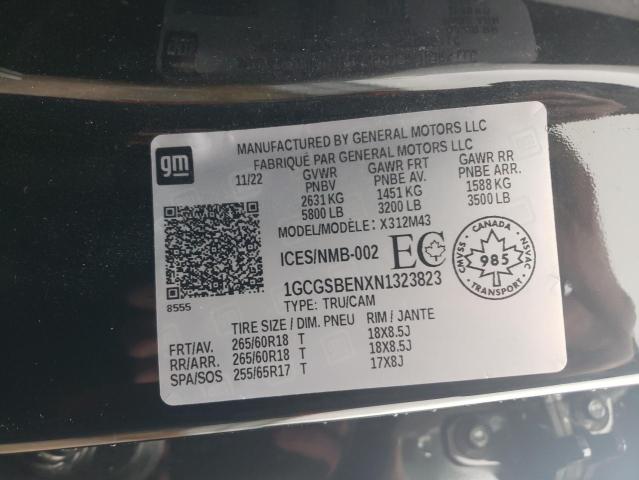 gm
MANUFACTURED BY GENERAL MOTORS LLC
FABRIQUÉ PAR GENERAL MOTORS LLC
11/22 GVWR GAWR FRT GAWR RR
PNBV PNBE AV. PNBE ARR.
2631 KG 1451 KG 1588 KG
5800 LB 3200 LB 3500 LB
MODEL/MODÈLE: X312M43
ICES/NMB-002 EC
CANADA
CMVSS 985 NSVAC
1GCGSBENXN1323823
8555
TYPE: TRU/CAM
TIRE SIZE / DIM. PNEU RIM / JANTE
FRT/AV. 265/60R18 T 18X8.5J
RR/ARR. 265/60R18 T 18X8.5J
SPA/SOS 255/65R17 T 17X8J